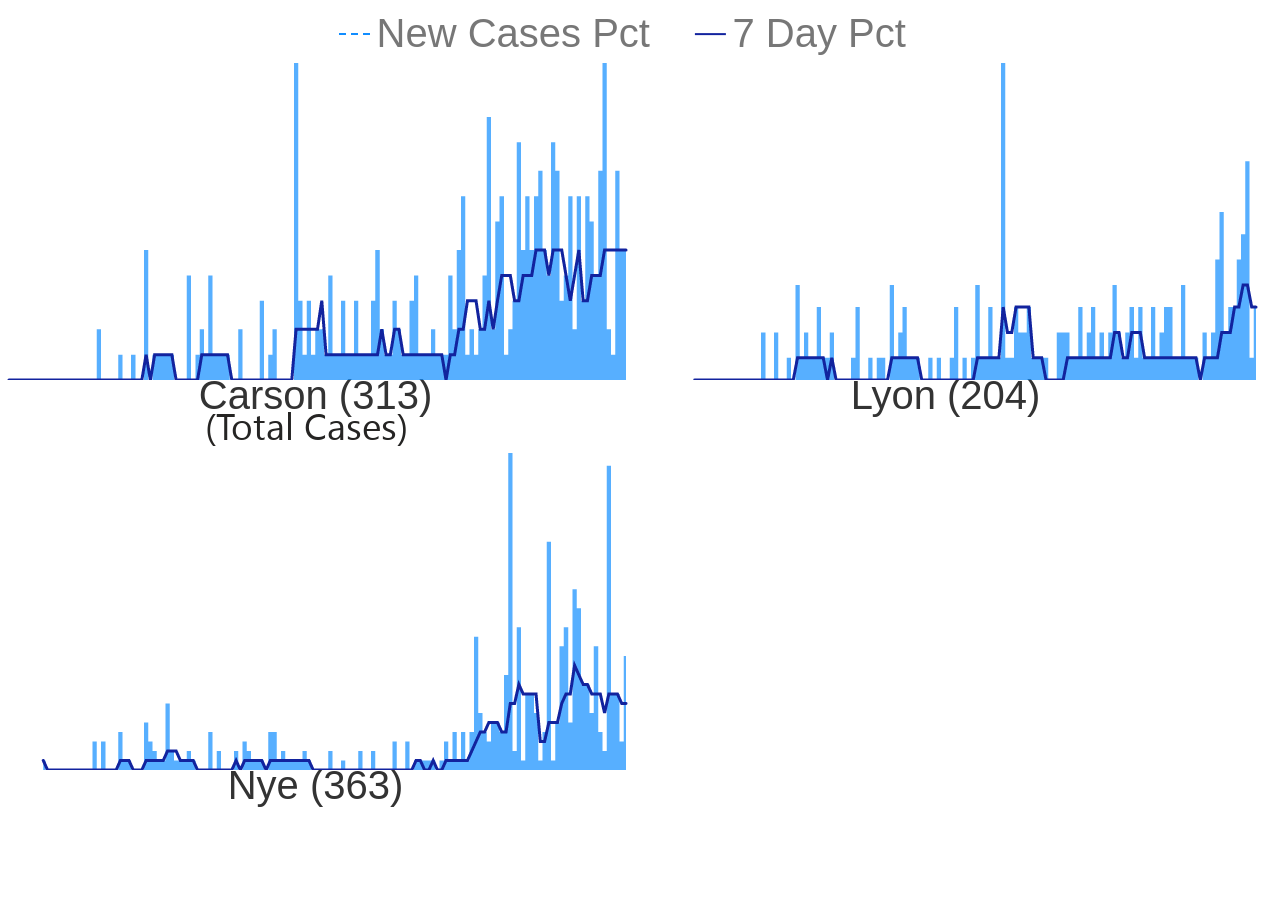 New Cases Pct 7 Day Pct
Carson (313)
(Total Cases)
Lyon (204)
Nye (363)